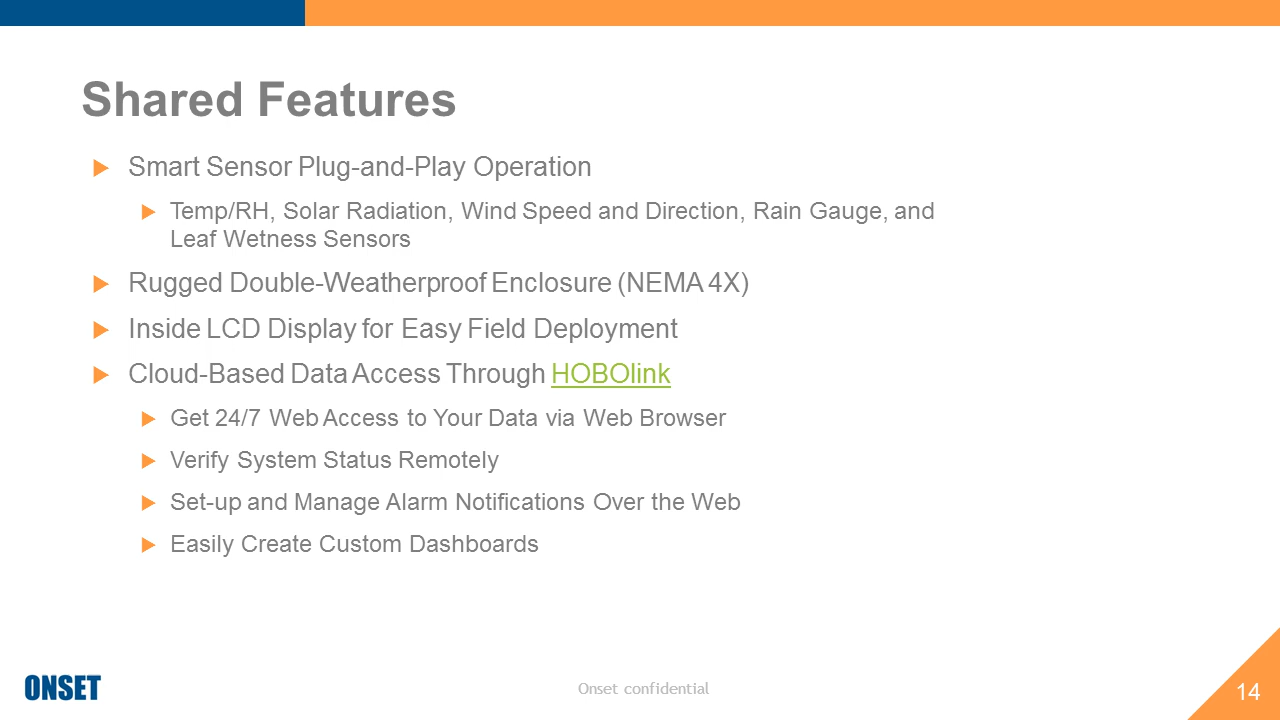 Shared Features
Smart Sensor Plug-and-Play Operation
Temp/RH, Solar Radiation, Wind Speed and Direction, Rain Gauge, and
Leaf Wetness Sensors
Rugged Double-Weatherproof Enclosure (NEMA 4X)
Inside LCD Display for Easy Field Deployment
Cloud-Based Data Access Through HOBOlink
Get 24/7 Web Access to Your Data via Web Browser
Verify System Status Remotely
Set-up and Manage Alarm Notifications Over the Web
Easily Create Custom Dashboards
ONSET
Onset confidential
14